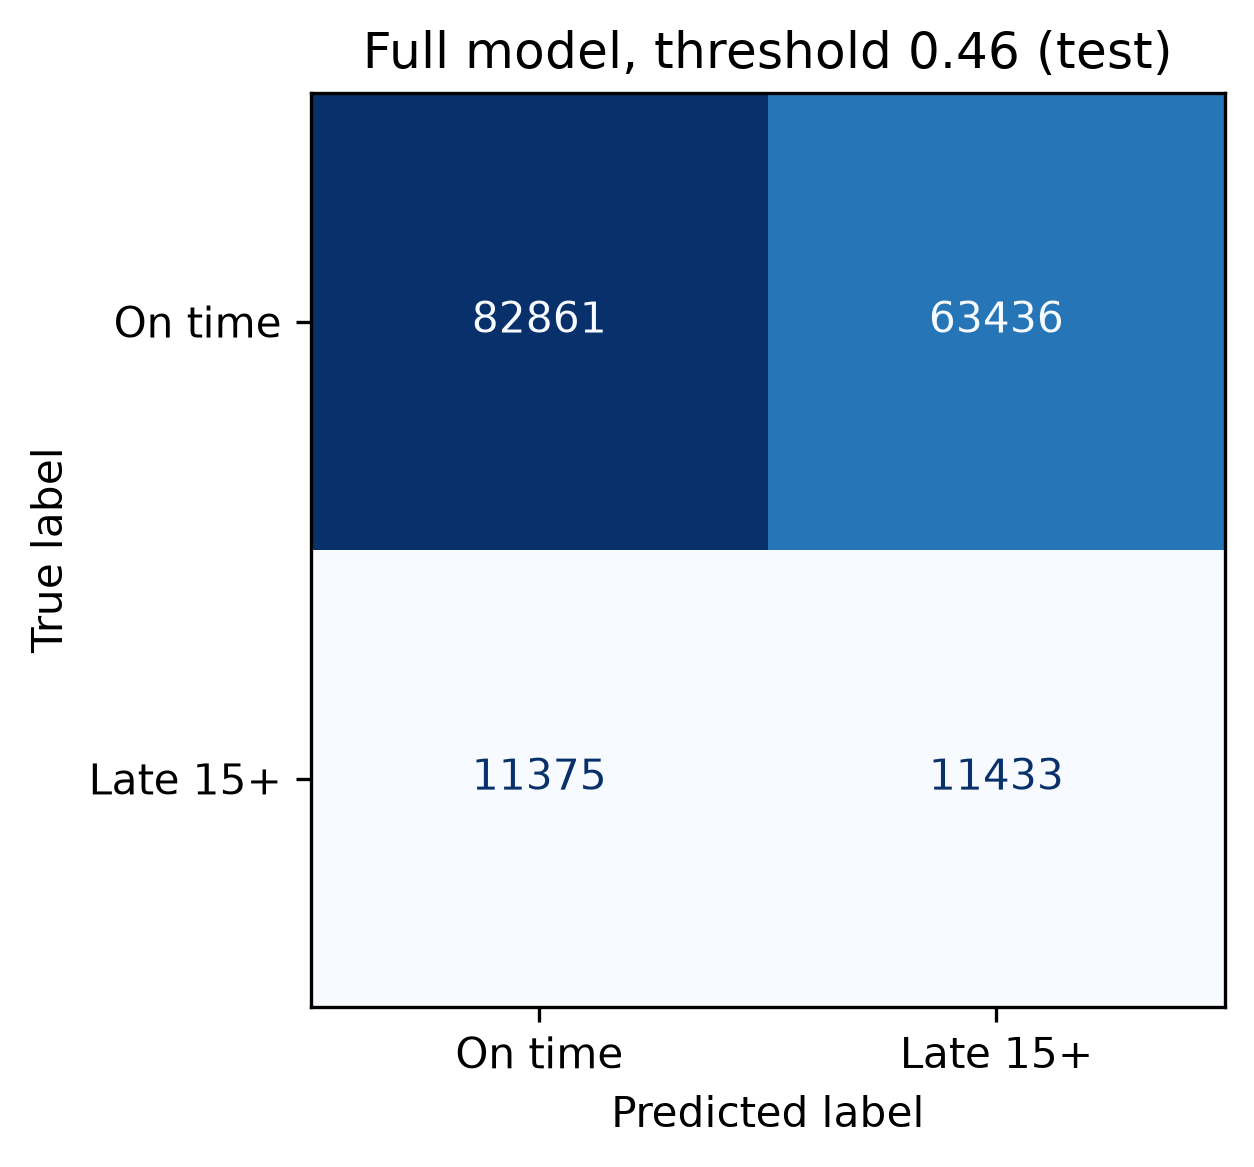 Full model, threshold 0.46 (test)
True label
On time
82861 63436
Late 15+
11375 11433
On time Late 15+
Predicted label